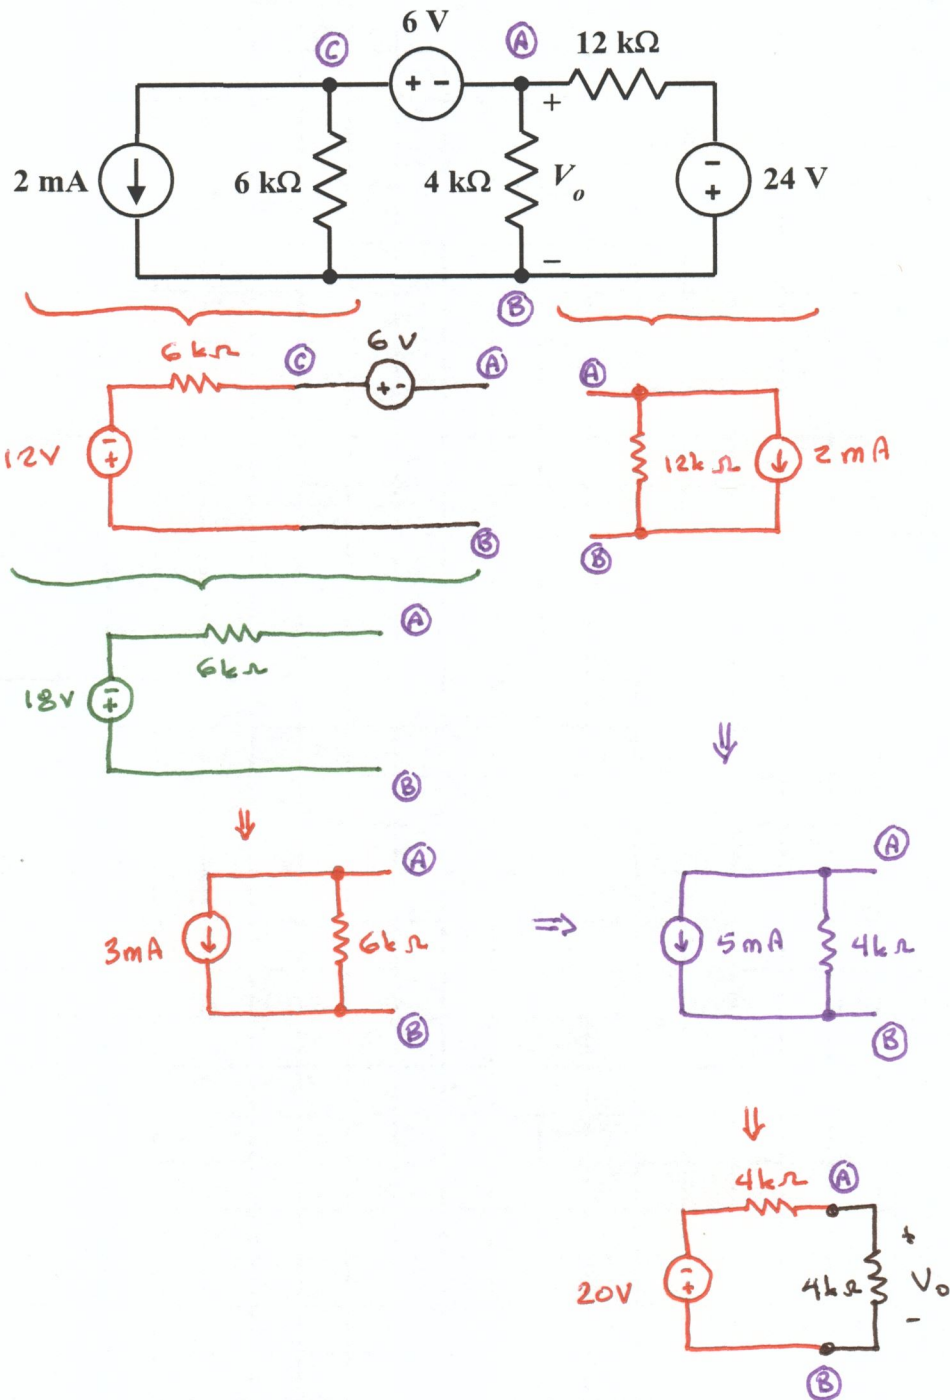 6 V
C
A
12 kΩ
+ -
+
2 mA
6 kΩ
4 kΩ
Vo
-
+
24 V
-
B
6 kΩ
C
6 V
A
+ -
12V
-
+
B
A
12k Ω
2 mA
B
A
6k Ω
18V
-
+
B
⇓
⇓
A
3mA
6k Ω
B
⇒
A
5mA
4k Ω
B
⇓
4k Ω
A
+
20V
-
+
4k Ω
Vo
-
B